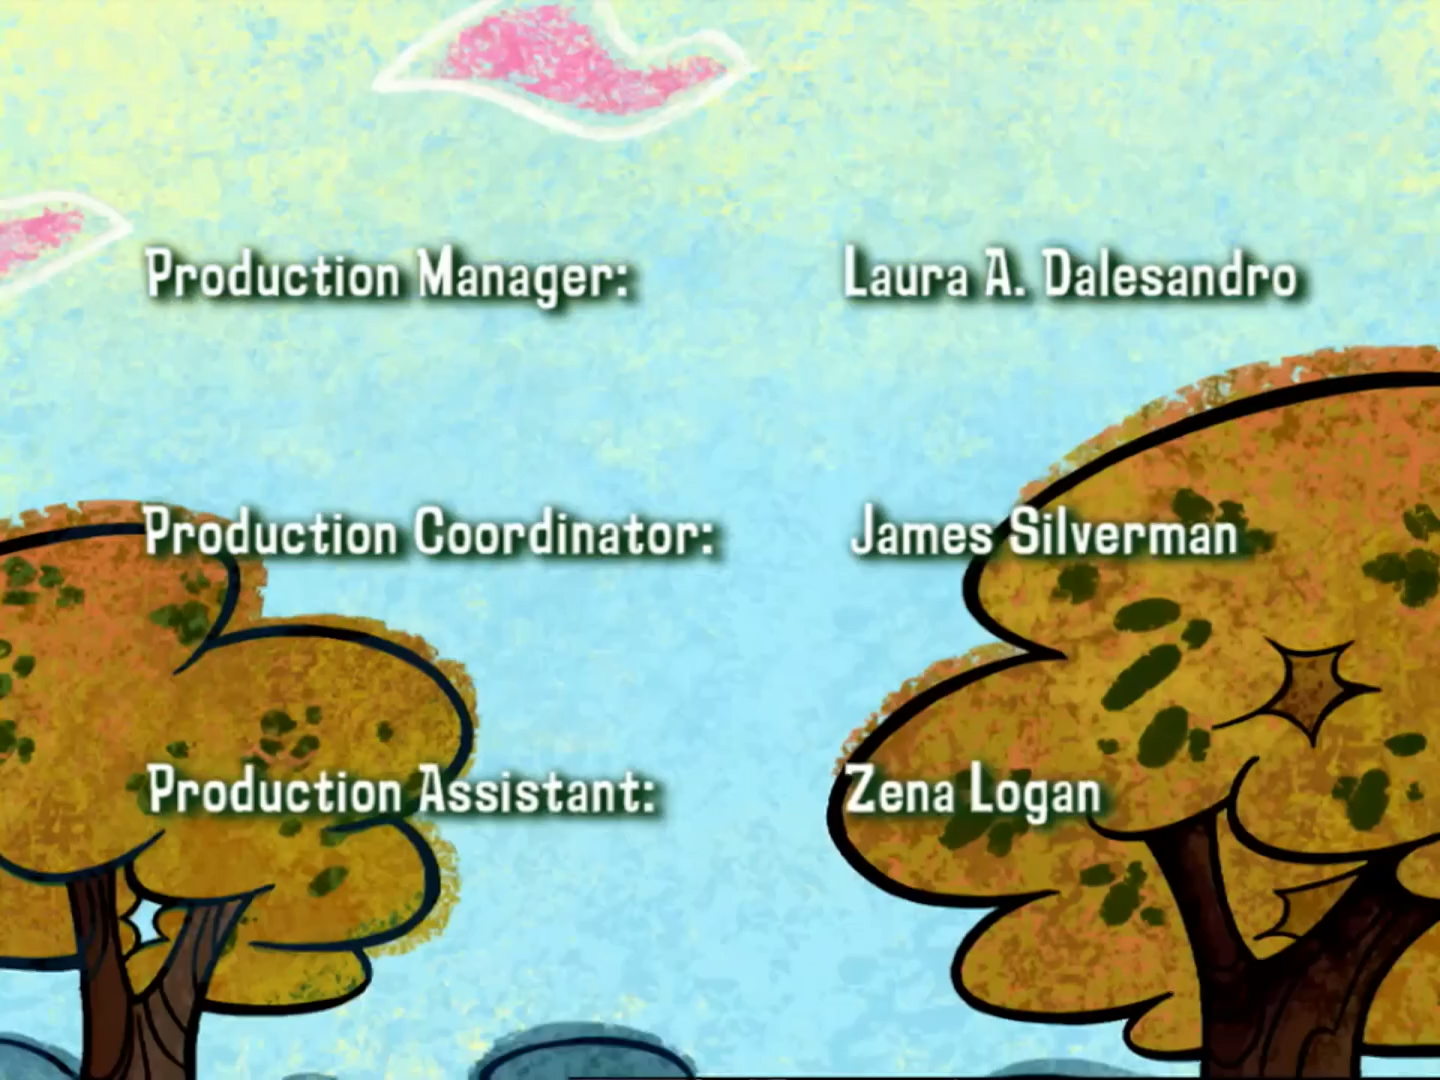 Production Manager: Laura A. Dalesandro
Production Coordinator: James Silverman
Production Assistant: Zena Logan